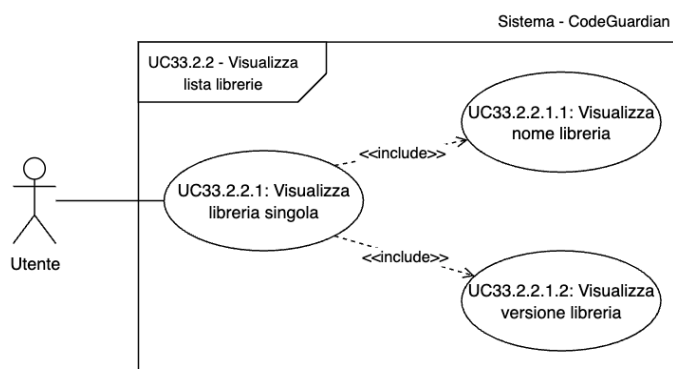 Sistema - CodeGuardian
UC33.2.2 - Visualizza
lista librerie
UC33.2.2.1.1: Visualizza
nome libreria
<<include>>
UC33.2.2.1: Visualizza
libreria singola
Utente
<<include>>
UC33.2.2.1.2: Visualizza
versione libreria